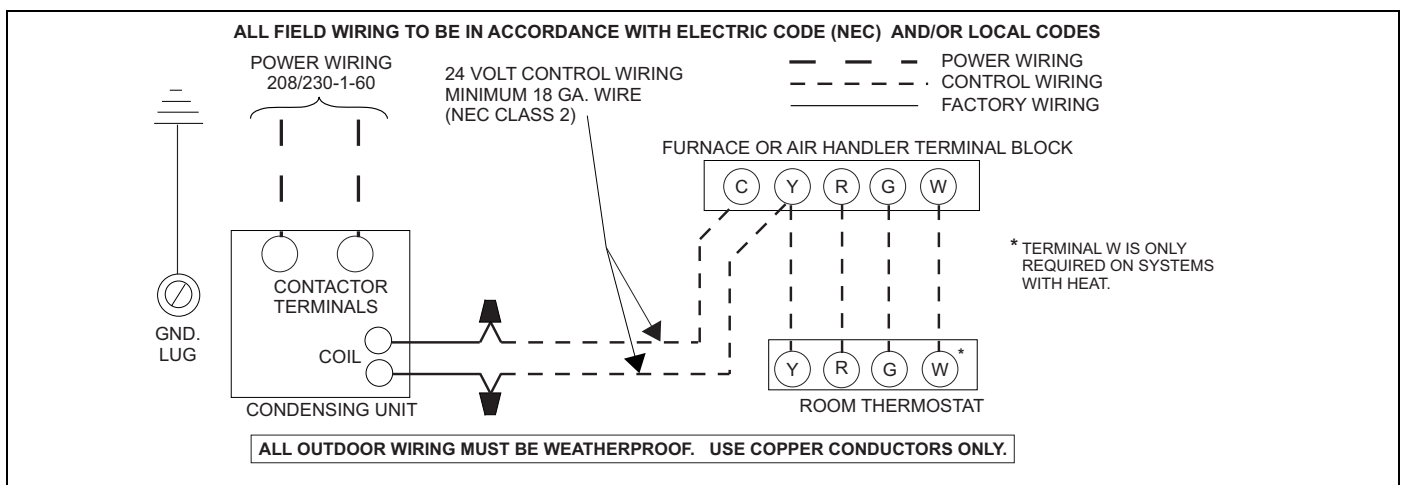 ALL FIELD WIRING TO BE IN ACCORDANCE WITH ELECTRIC CODE (NEC) AND/OR LOCAL CODES
POWER WIRING
208/230-1-60
24 VOLT CONTROL WIRING
MINIMUM 18 GA. WIRE
(NEC CLASS 2)
POWER WIRING
CONTROL WIRING
FACTORY WIRING
FURNACE OR AIR HANDLER TERMINAL BLOCK
C Y R G W
* TERMINAL W IS ONLY
REQUIRED ON SYSTEMS
WITH HEAT.
CONTACTOR
TERMINALS
GND.
LUG
COIL
CONDENSING UNIT
Y R G W *
ROOM THERMOSTAT
ALL OUTDOOR WIRING MUST BE WEATHERPROOF. USE COPPER CONDUCTORS ONLY.